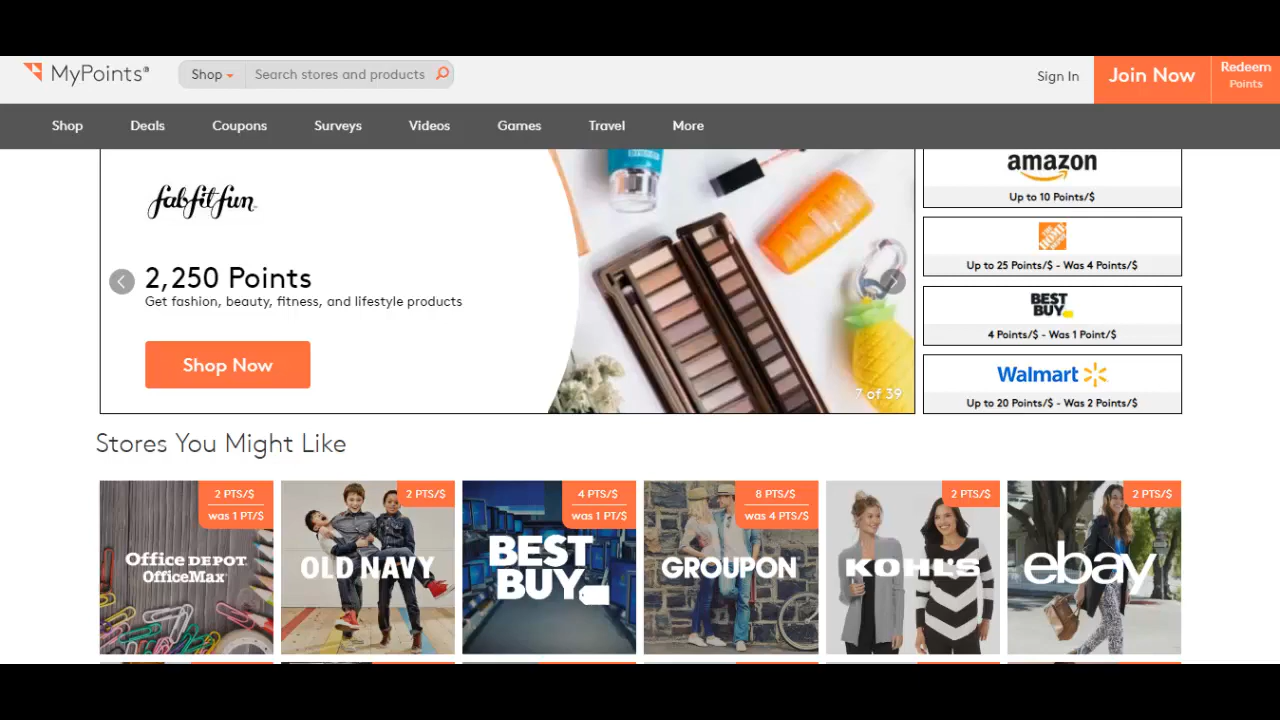 MyPoints®
Shop
Search stores and products
Sign In
Join Now
Redeem
Points
Shop
Deals
Coupons
Surveys
Videos
Games
Travel
More
fabfitfun
2,250 Points
Get fashion, beauty, fitness, and lifestyle products
Shop Now
7 of 39
amazon
Up to 10 Points/$
THE HOME DEPOT
Up to 25 Points/$ - Was 4 Points/$
BEST
BUY
4 Points/$ - Was 1 Point/$
Walmart
Up to 20 Points/$ - Was 2 Points/$
Stores You Might Like
2 PTS/$
was 1 PT/$
Office DEPOT
OfficeMax
2 PTS/$
OLD NAVY
4 PTS/$
was 1 PT/$
BEST
BUY
8 PTS/$
was 4 PTS/$
GROUPON
2 PTS/$
KOHL'S
2 PTS/$
ebay